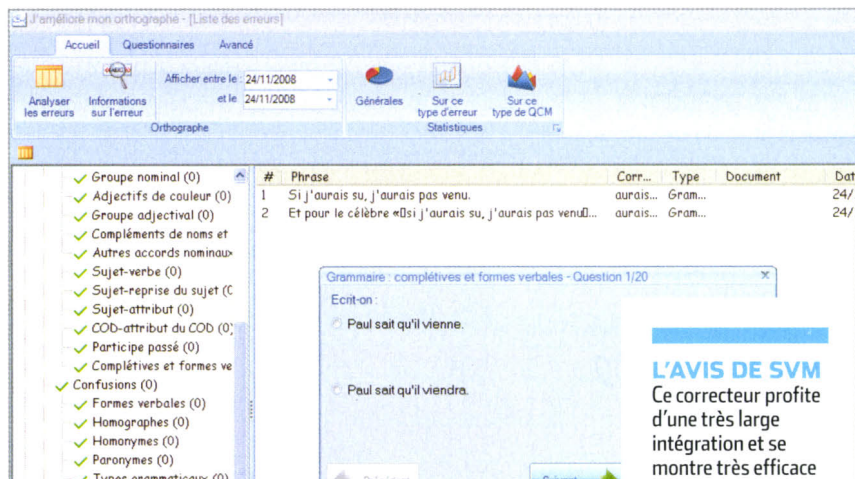 J'améliore mon orthographe - [Liste des erreurs]
Accueil Questionnaires Avancé
Afficher entre le : 24/11/2008
et le 24/11/2008
Analyser les erreurs
Informations sur l'erreur
Générales
Sur ce type d'erreur
Sur ce type de QCM
Orthographe
Statistiques
Groupe nominal (0)
Adjectifs de couleur (0)
Groupe adjectival (0)
Compléments de noms et
Autres accords nominaux
Sujet-verbe (0)
Sujet-reprise du sujet (
Sujet-attribut (0)
COD-attribut du COD (0)
Participe passé (0)
Complétives et formes ve
Confusions (0)
Formes verbales (0)
Homographes (0)
Homonymes (0)
Paronymes (0)
Types grammaticaux (0)
# Phrase Corr... Type Document Dat
1 Si j'aurais su, j'aurais pas venu. aurais... Gram... 24/
2 Et pour le célèbre «▯si j'aurais su, j'aurais pas venu▯... aurais... Gram... 24/
Grammaire : complétives et formes verbales - Question 1/20
Ecrit-on :
Paul sait qu'il vienne.
Paul sait qu'il viendra.
L'AVIS DE SVM
Ce correcteur profite
d'une très large
intégration et se
montre très efficace